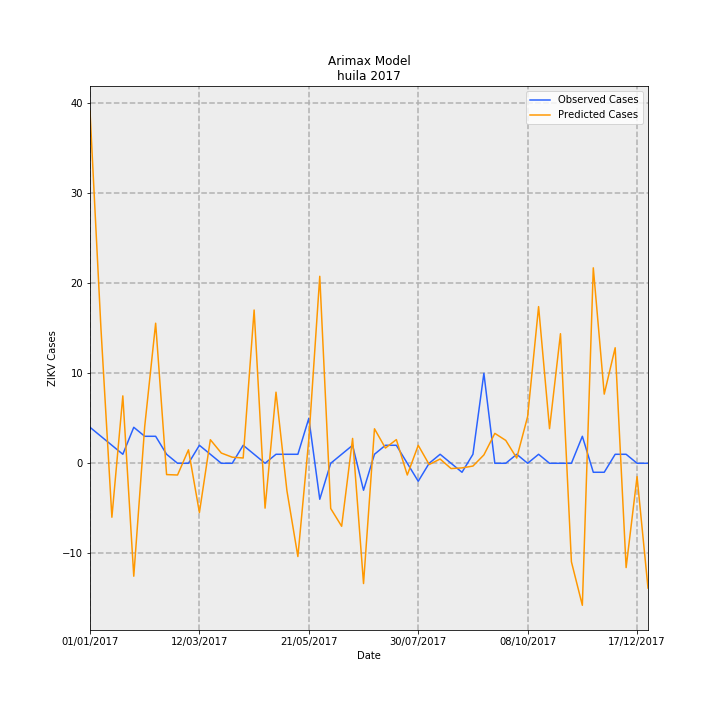 Arimax Model
huila 2017
Observed Cases
Predicted Cases
40
30
20
10
0
−10
ZIKV Cases
01/01/2017
12/03/2017
21/05/2017
30/07/2017
08/10/2017
17/12/2017
Date